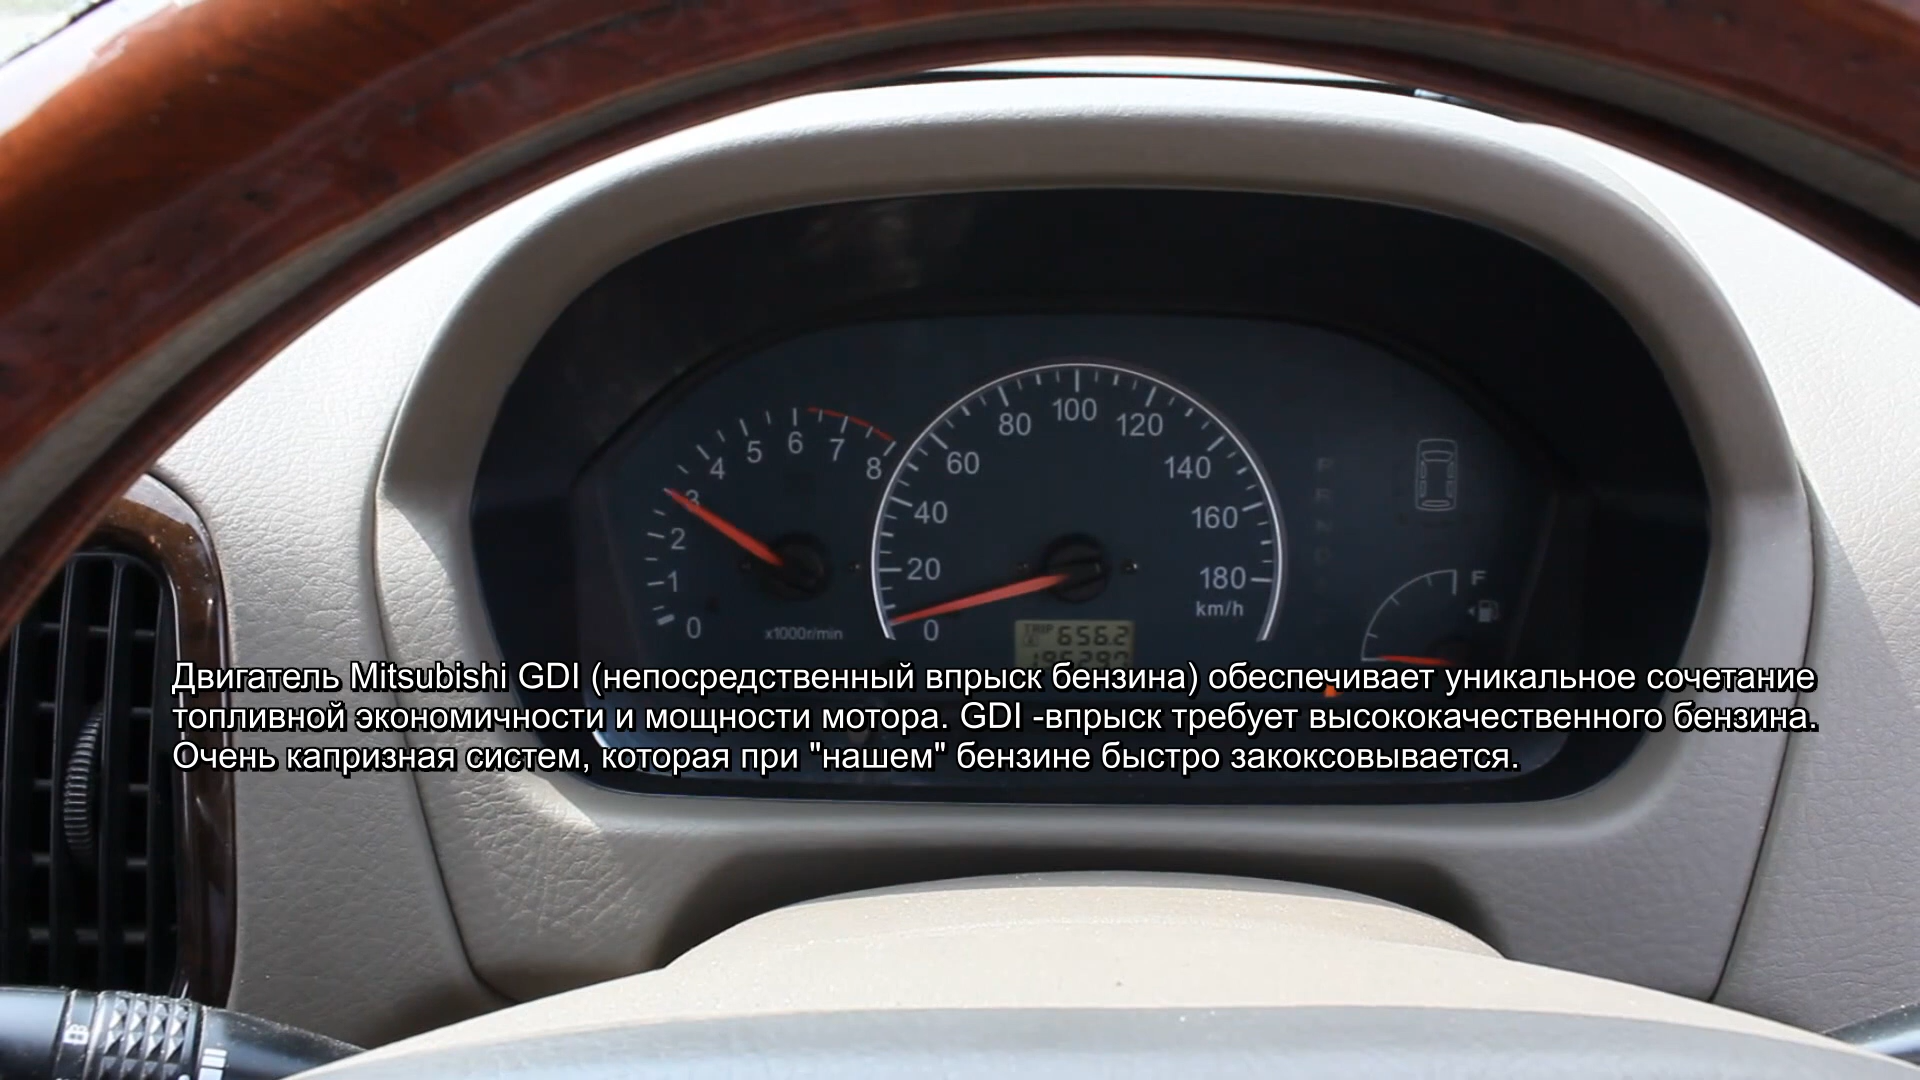 4 5 6 7 8
3
2
1
0
x1000r/min
0 20 40 60 80 100 120 140 160 180
km/h
TRIP 656.2
F
Двигатель Mitsubishi GDI (непосредственный впрыск бензина) обеспечивает уникальное сочетание
топливной экономичности и мощности мотора. GDI -впрыск требует высококачественного бензина.
Очень капризная систем, которая при "нашем" бензине быстро закоксовывается.